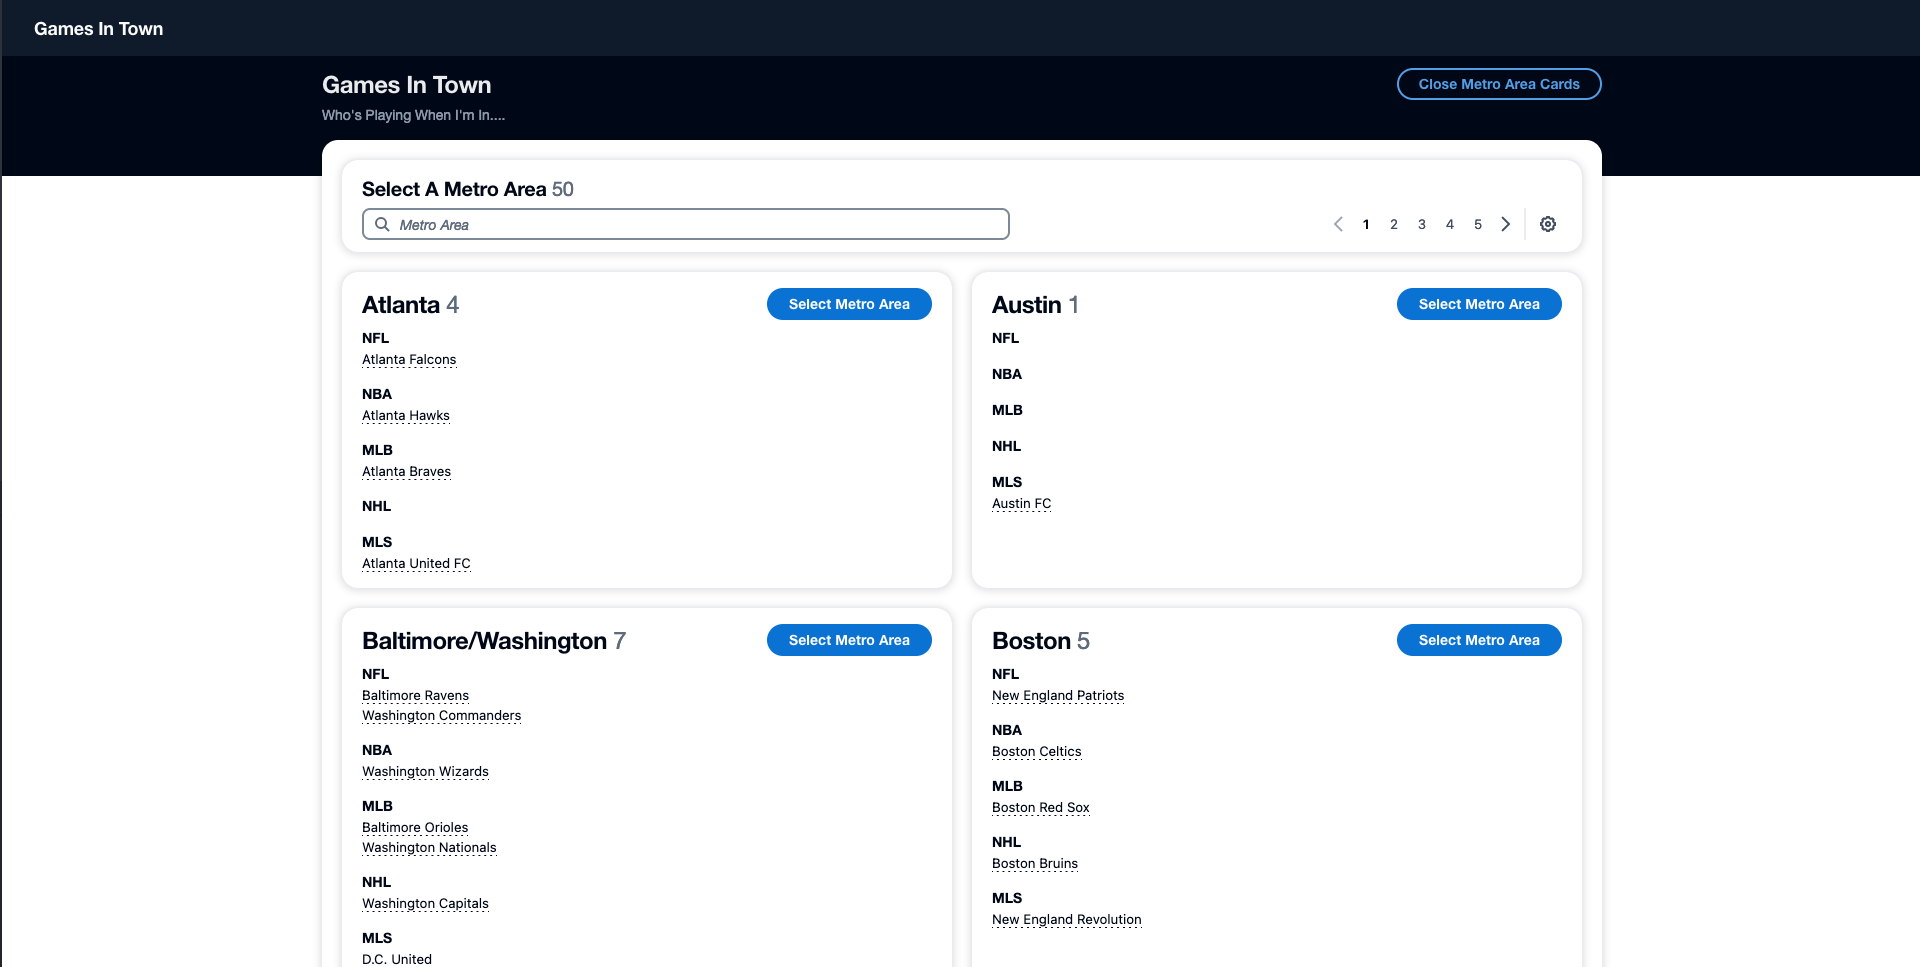 Games In Town
Games In Town
Close Metro Area Cards
Who's Playing When I'm In....
Select A Metro Area 50
Metro Area
1 2 3 4 5
Atlanta 4
Select Metro Area
NFL
Atlanta Falcons
NBA
Atlanta Hawks
MLB
Atlanta Braves
NHL
MLS
Atlanta United FC
Austin 1
Select Metro Area
NFL
NBA
MLB
NHL
MLS
Austin FC
Baltimore/Washington 7
Select Metro Area
NFL
Baltimore Ravens
Washington Commanders
NBA
Washington Wizards
MLB
Baltimore Orioles
Washington Nationals
NHL
Washington Capitals
MLS
D.C. United
Boston 5
Select Metro Area
NFL
New England Patriots
NBA
Boston Celtics
MLB
Boston Red Sox
NHL
Boston Bruins
MLS
New England Revolution